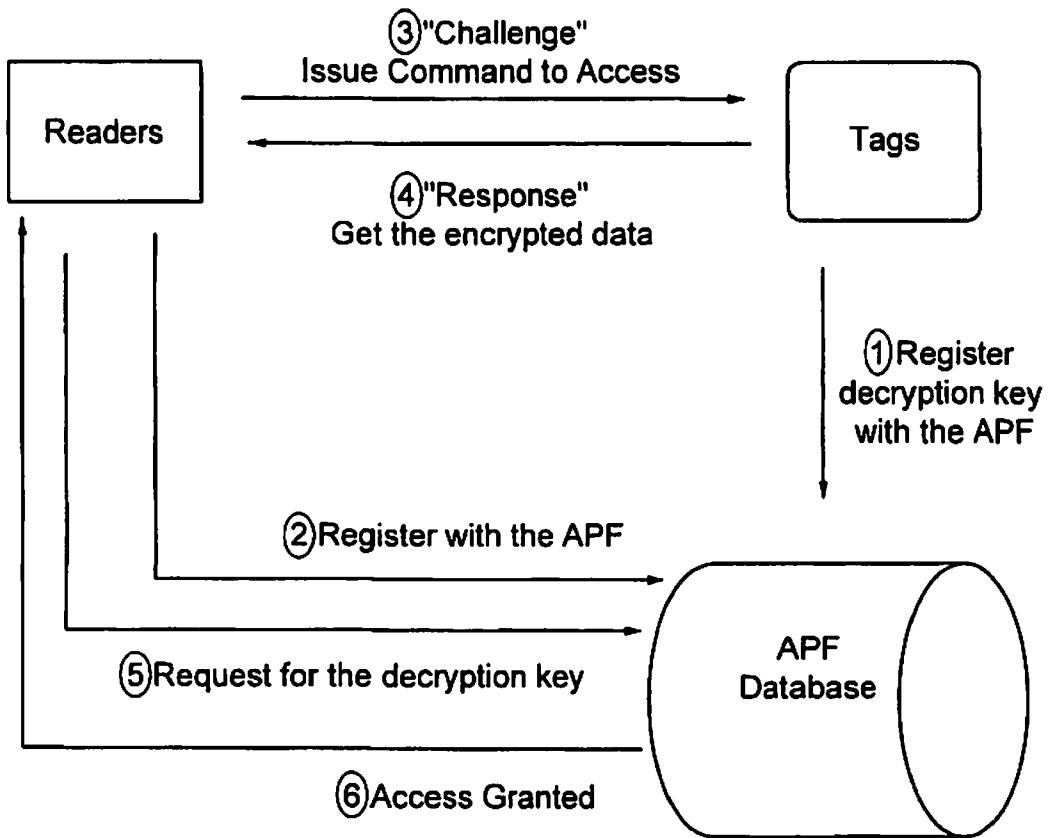 ③"Challenge"
Issue Command to Access
Readers
Tags
④"Response"
Get the encrypted data
①Register
decryption key
with the APF
②Register with the APF
⑤Request for the decryption key
APF
Database
⑥Access Granted